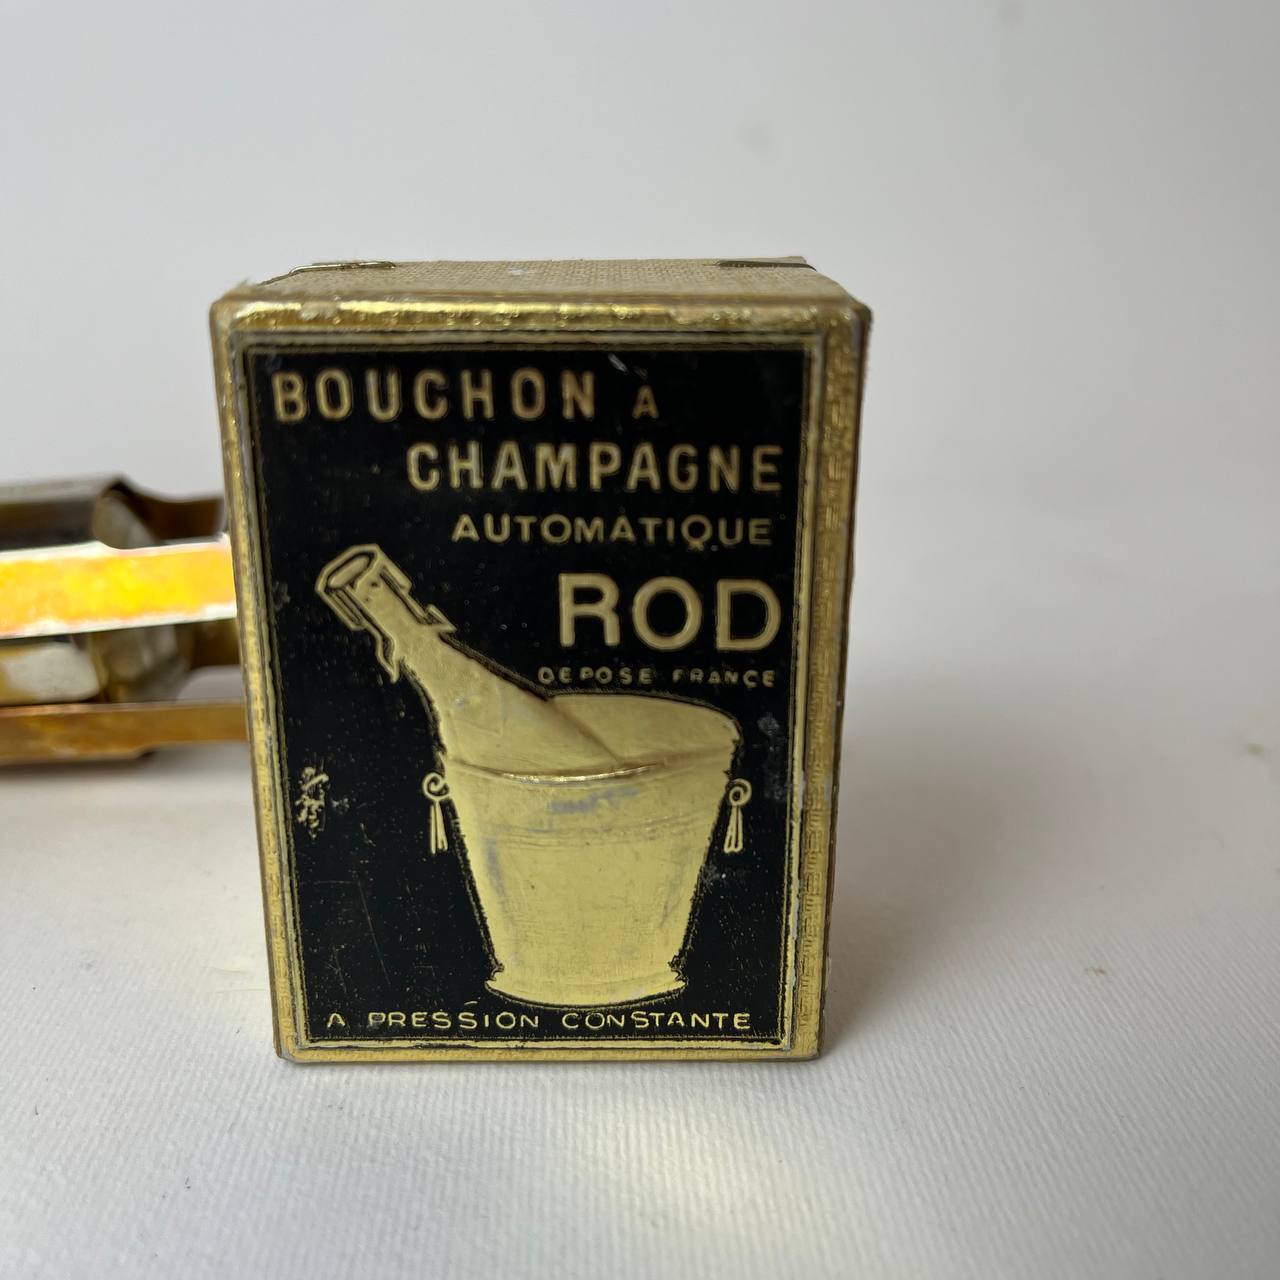 BOUCHON À
CHAMPAGNE
AUTOMATIQUE
ROD
DEPOSE FRANCE
A PRESSION CONSTANTE